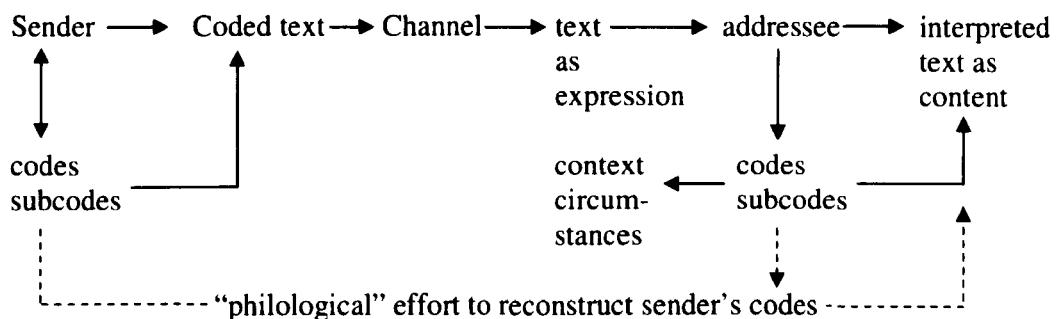 Sender Coded text Channel text addressee interpreted
as text as
expression content
codes context codes
subcodes circum- subcodes
stances
“philological” effort to reconstruct sender’s codes